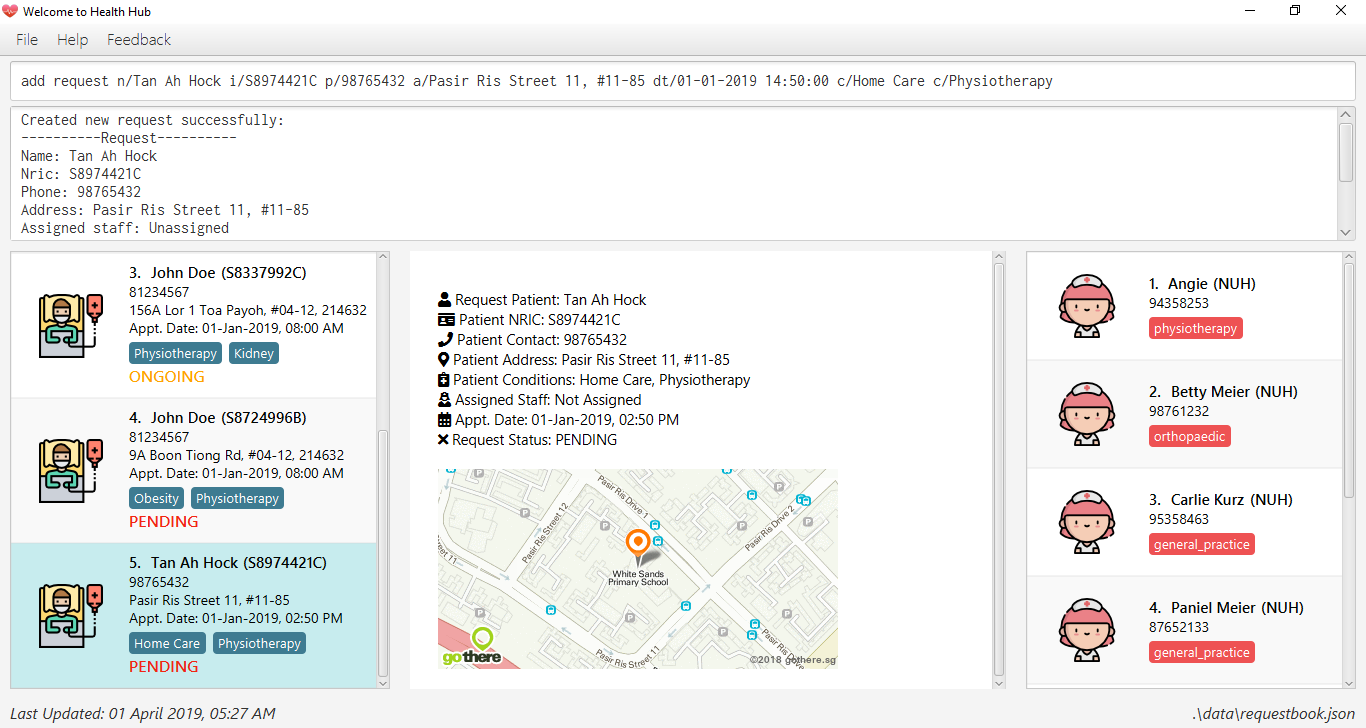 Welcome to Health Hub
File Help Feedback
add request n/Tan Ah Hock i/S8974421C p/98765432 a/Pasir Ris Street 11, #11-85 dt/01-01-2019 14:50:00 c/Home Care c/Physiotherapy
Created new request successfully:
----------Request----------
Name: Tan Ah Hock
Nric: S8974421C
Phone: 98765432
Address: Pasir Ris Street 11, #11-85
Assigned staff: Unassigned
3. John Doe (S8337992C)
81234567
156A Lor 1 Toa Payoh, #04-12, 214632
Appt. Date: 01-Jan-2019, 08:00 AM
Physiotherapy Kidney
ONGOING
4. John Doe (S8724996B)
81234567
9A Boon Tiong Rd, #04-12, 214632
Appt. Date: 01-Jan-2019, 08:00 AM
Obesity Physiotherapy
PENDING
5. Tan Ah Hock (S8974421C)
98765432
Pasir Ris Street 11, #11-85
Appt. Date: 01-Jan-2019, 02:50 PM
Home Care Physiotherapy
PENDING
Request Patient: Tan Ah Hock
Patient NRIC: S8974421C
Patient Contact: 98765432
Patient Address: Pasir Ris Street 11, #11-85
Patient Conditions: Home Care, Physiotherapy
Assigned Staff: Not Assigned
Appt. Date: 01-Jan-2019, 02:50 PM
Request Status: PENDING
Pasir Ris Drive 1
Pasir Ris Street 12
Pasir Ris Drive 2
Street 11
White Sands
Primary School
Pasir Ris Street 11
Pasir Ris Drive 1
gothere
©2018 gothere.sg
1. Angie (NUH)
94358253
physiotherapy
2. Betty Meier (NUH)
98761232
orthopaedic
3. Carlie Kurz (NUH)
95358463
general_practice
4. Paniel Meier (NUH)
87652133
general_practice
Last Updated: 01 April 2019, 05:27 AM
.\data\requestbook.json